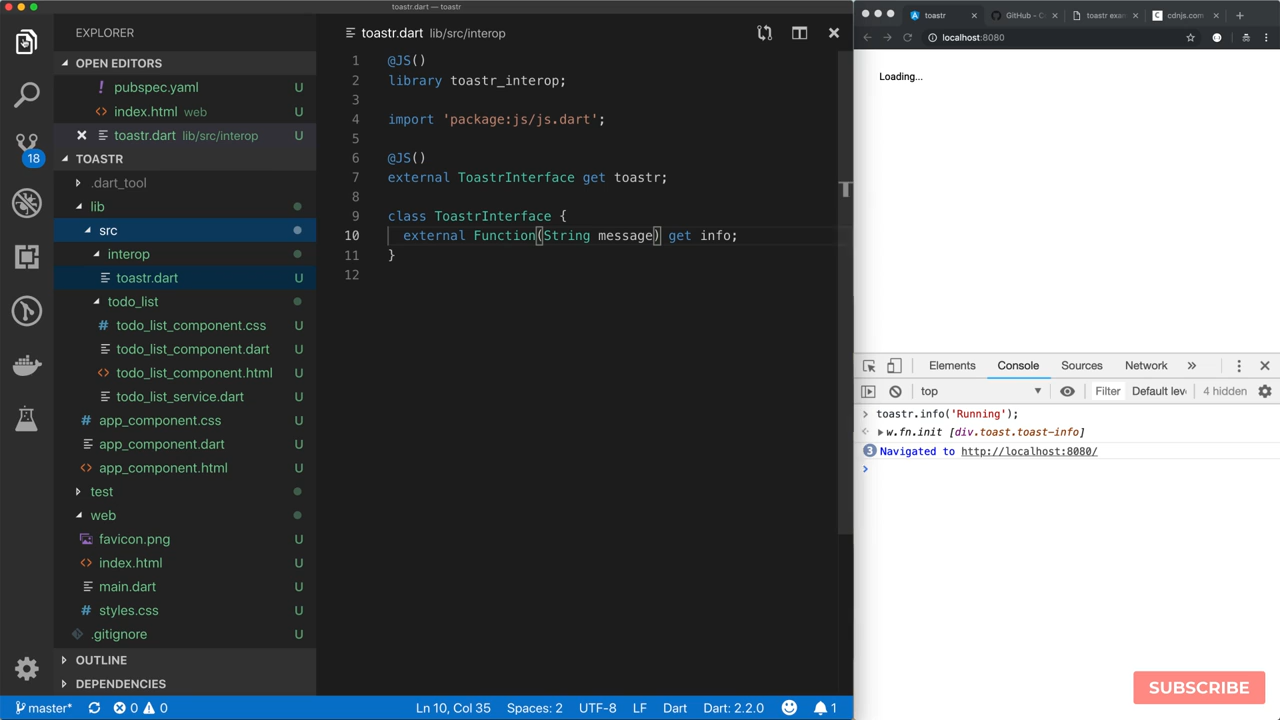 toastr.dart — toastr
EXPLORER
OPEN EDITORS
! pubspec.yaml U
<> index.html web U
toastr.dart lib/src/interop U
TOASTR
.dart_tool
lib
src
interop
toastr.dart U
todo_list
# todo_list_component.css U
todo_list_component.dart U
<> todo_list_component.html U
todo_list_service.dart U
# app_component.css U
app_component.dart U
<> app_component.html U
test
web
favicon.png U
<> index.html U
main.dart U
# styles.css U
.gitignore U
OUTLINE
DEPENDENCIES
18
toastr.dart lib/src/interop
1 @JS()
2 library toastr_interop;
3
4 import 'package:js/js.dart';
5
6 @JS()
7 external ToastrInterface get toastr;
8
9 class ToastrInterface {
10 external Function(String message) get info;
11 }
12
master* 0 0 Ln 10, Col 35 Spaces: 2 UTF-8 LF Dart Dart: 2.2.0 1
toastr GitHub - C toastr exam cdnjs.com
localhost:8080
Loading...
Elements Console Sources Network »
top Filter Default leve 4 hidden
> toastr.info('Running');
w.fn.init [div.toast.toast-info]
3 Navigated to http://localhost:8080/
>
SUBSCRIBE